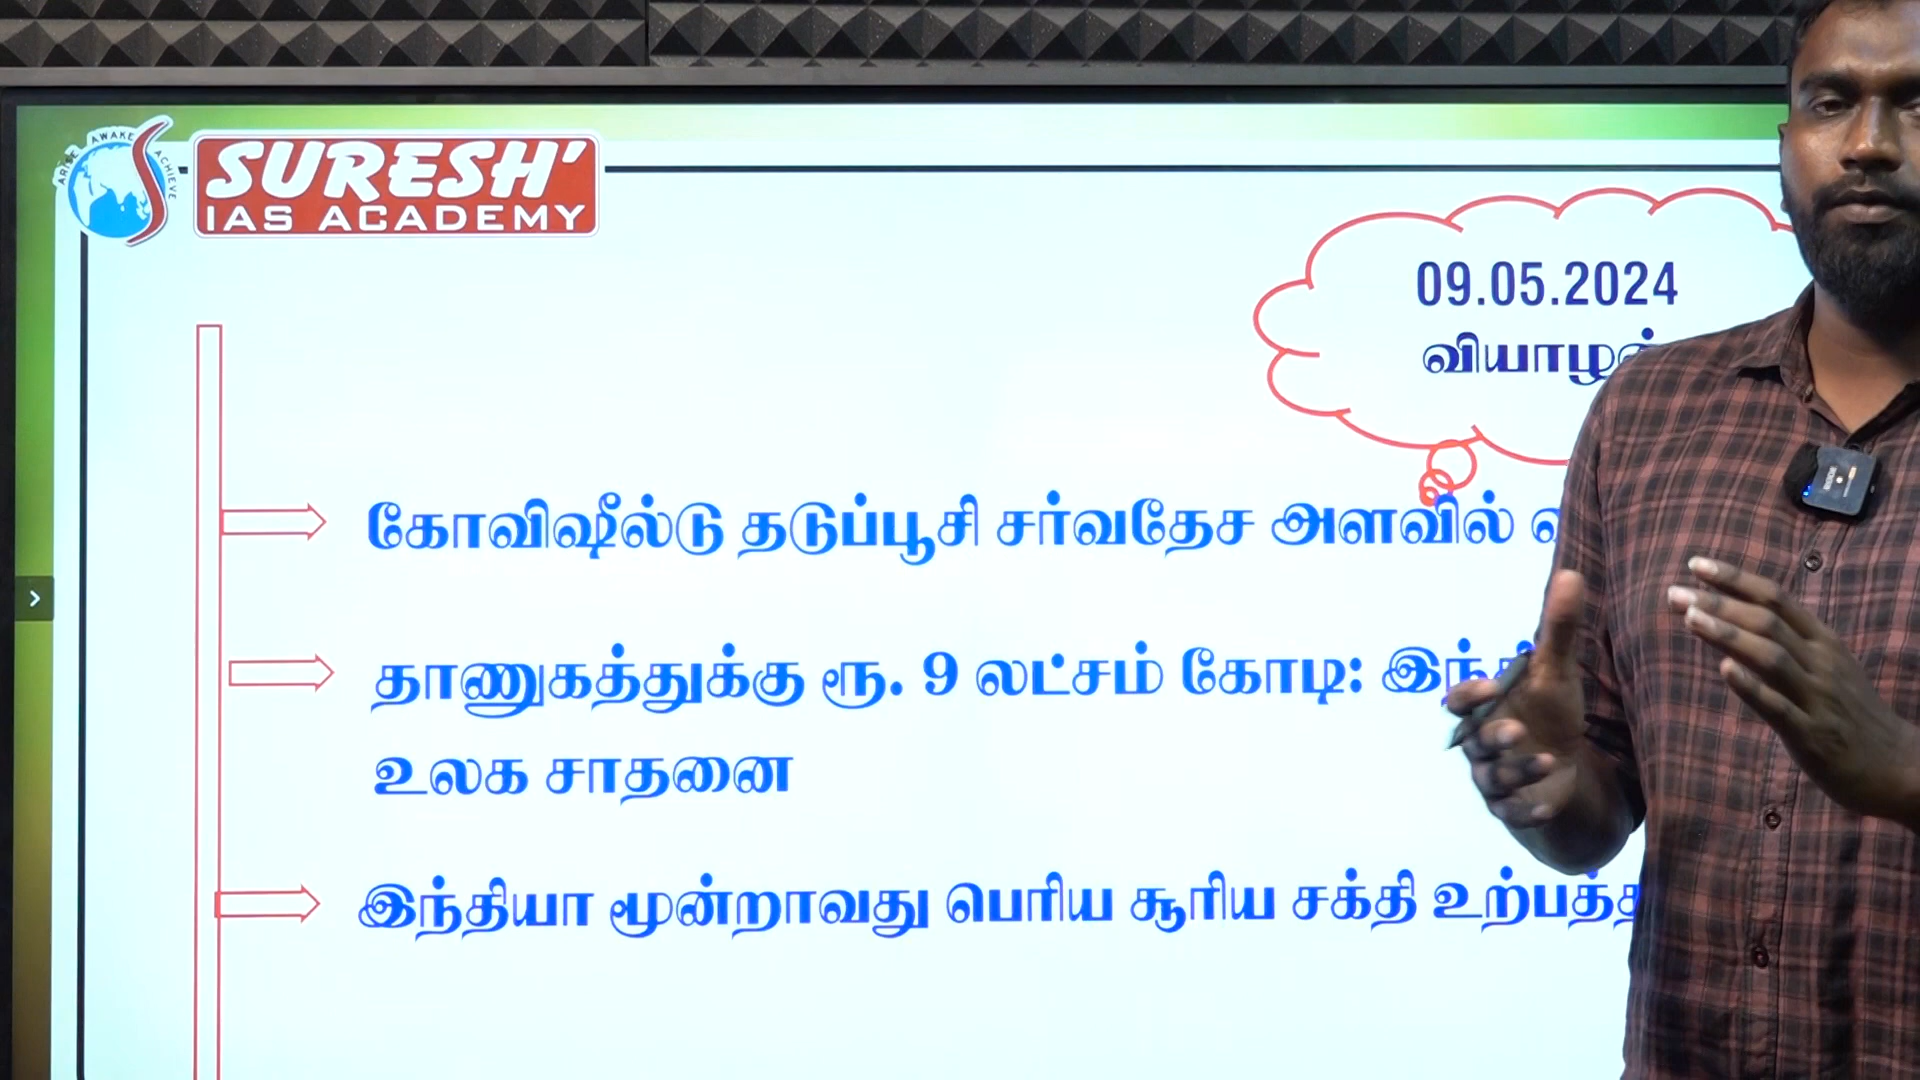 ARISE AWAKE ACHIEVE
SURESH'
IAS ACADEMY
09.05.2024
கோவிஷீல்டு தடுப்பூசி சர்வதேச அளவில்
தாணுகத்துக்கு ரூ. 9 லட்சம் கோடி:
உலக சாதனை
இந்தியா மூன்றாவது பெரிய சூரிய சக்தி